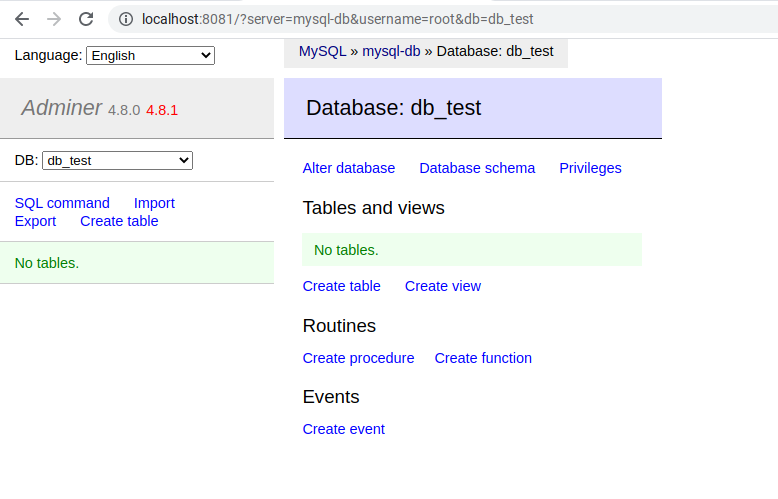 localhost:8081/?server=mysql-db&username=root&db=db_test
Language: English
MySQL » mysql-db » Database: db_test
Adminer 4.8.0 4.8.1
Database: db_test
DB: db_test
SQL command Import
Export Create table
No tables.
Alter database Database schema Privileges
Tables and views
No tables.
Create table Create view
Routines
Create procedure Create function
Events
Create event